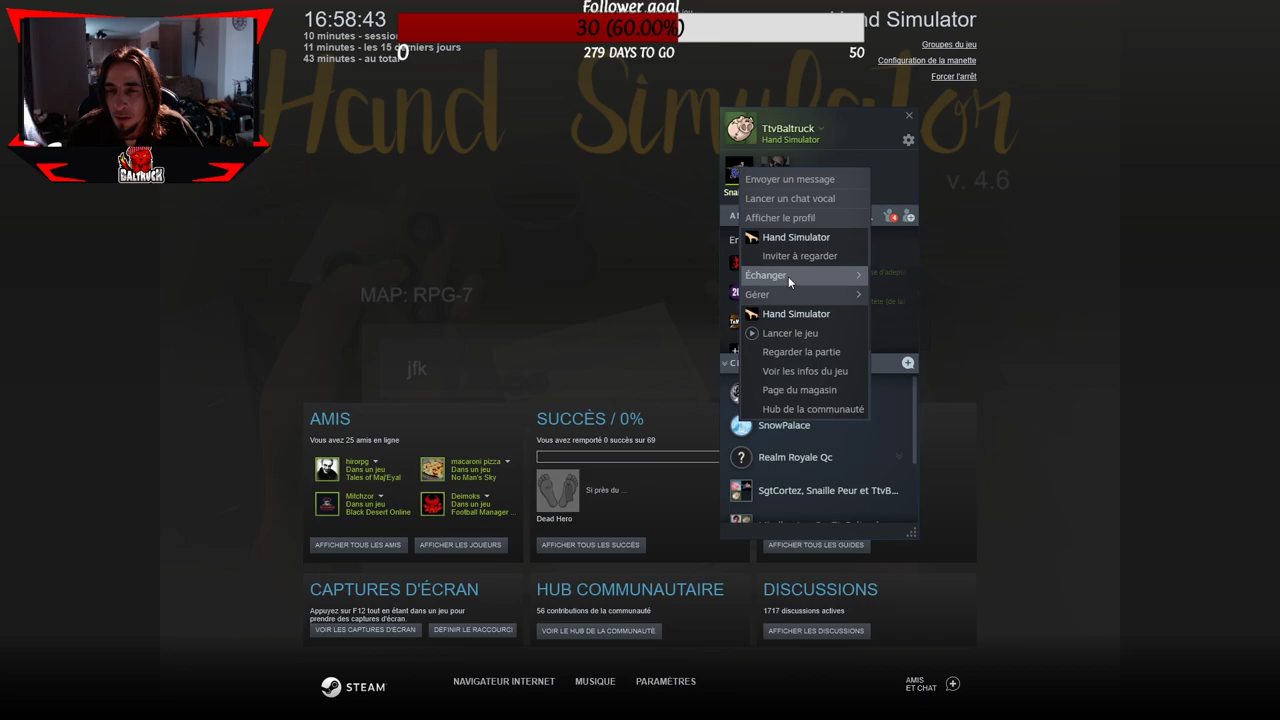 Follower goal
30 (60.00%)
0
279 DAYS TO GO
50
16:58:43
10 minutes - sessio
11 minutes - les 15 derniers jours
43 minutes - au total
Hand Simulator
Groupes du jeu
Configuration de la manette
Forcer l'arrêt
Hand Simulator
v. 4.6
BALTRUCK
MAP: RPG-7
jfk
TtvBaltruck
Hand Simulator
Envoyer un message
Lancer un chat vocal
Afficher le profil
Hand Simulator
Inviter à regarder
Échanger
Gérer
Hand Simulator
Lancer le jeu
Regarder la partie
Voir les infos du jeu
Page du magasin
Hub de la communauté
SnowPalace
Realm Royale Qc
SgtCortez, Snaille Peur et TtvB...
AMIS
Vous avez 25 amis en ligne
hirorpg
Dans un jeu
Tales of Maj'Eyal
macaroni pizza
Dans un jeu
No Man's Sky
Mitchzor
Dans un jeu
Black Desert Online
Deimoks
Dans un jeu
Football Manager ...
AFFICHER TOUS LES AMIS
AFFICHER LES JOUEURS
SUCCÈS / 0%
Vous avez remporté 0 succès sur 69
Si près du ...
Dead Hero
AFFICHER TOUS LES SUCCÈS
AFFICHER TOUS LES GUIDES
CAPTURES D'ÉCRAN
Appuyez sur F12 tout en étant dans un jeu pour
prendre des captures d'écran.
VOIR LES CAPTURES D'ÉCRAN
DÉFINIR LE RACCOURCI
HUB COMMUNAUTAIRE
56 contributions de la communauté
VOIR LE HUB DE LA COMMUNAUTÉ
DISCUSSIONS
1717 discussions actives
AFFICHER LES DISCUSSIONS
STEAM
NAVIGATEUR INTERNET
MUSIQUE
PARAMÈTRES
AMIS
ET CHAT